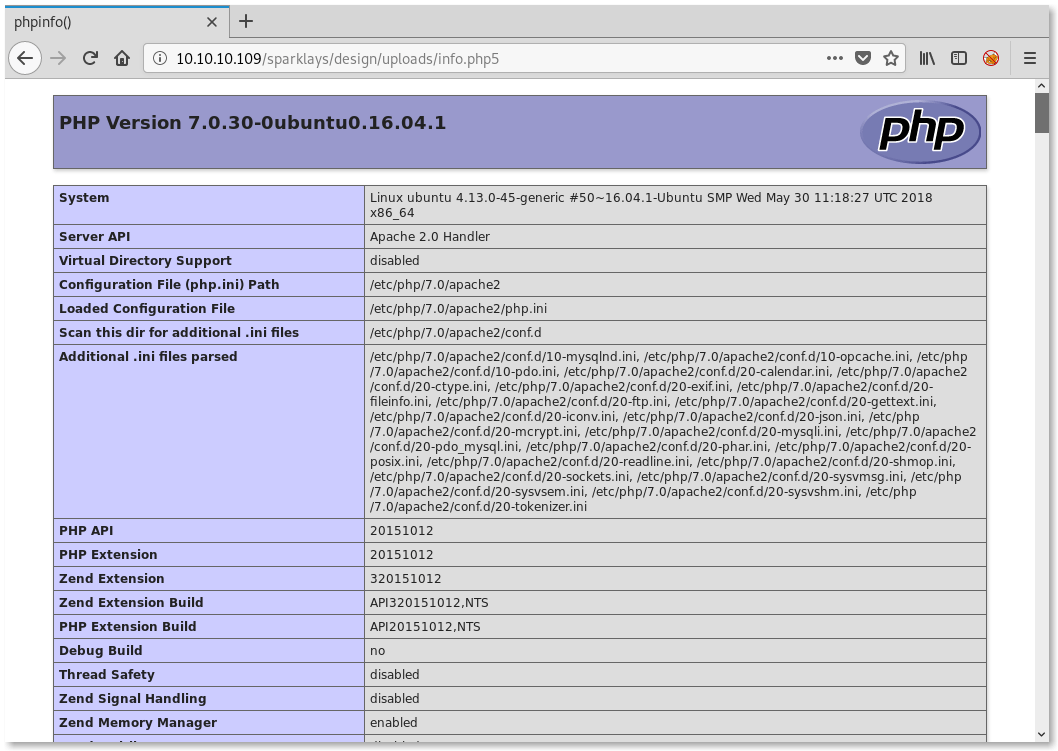 phpinfo()
10.10.10.109/sparklays/design/uploads/info.php5
PHP Version 7.0.30-0ubuntu0.16.04.1
php
System
Linux ubuntu 4.13.0-45-generic #50~16.04.1-Ubuntu SMP Wed May 30 11:18:27 UTC 2018
x86_64
Server API
Apache 2.0 Handler
Virtual Directory Support
disabled
Configuration File (php.ini) Path
/etc/php/7.0/apache2
Loaded Configuration File
/etc/php/7.0/apache2/php.ini
Scan this dir for additional .ini files
/etc/php/7.0/apache2/conf.d
Additional .ini files parsed
/etc/php/7.0/apache2/conf.d/10-mysqlnd.ini, /etc/php/7.0/apache2/conf.d/10-opcache.ini, /etc/php
/7.0/apache2/conf.d/10-pdo.ini, /etc/php/7.0/apache2/conf.d/20-calendar.ini, /etc/php/7.0/apache2
/conf.d/20-ctype.ini, /etc/php/7.0/apache2/conf.d/20-exif.ini, /etc/php/7.0/apache2/conf.d/20-
fileinfo.ini, /etc/php/7.0/apache2/conf.d/20-ftp.ini, /etc/php/7.0/apache2/conf.d/20-gettext.ini,
/etc/php/7.0/apache2/conf.d/20-iconv.ini, /etc/php/7.0/apache2/conf.d/20-json.ini, /etc/php
/7.0/apache2/conf.d/20-mcrypt.ini, /etc/php/7.0/apache2/conf.d/20-mysqli.ini, /etc/php/7.0/apache2
/conf.d/20-pdo_mysql.ini, /etc/php/7.0/apache2/conf.d/20-phar.ini, /etc/php/7.0/apache2/conf.d/20-
posix.ini, /etc/php/7.0/apache2/conf.d/20-readline.ini, /etc/php/7.0/apache2/conf.d/20-shmop.ini,
/etc/php/7.0/apache2/conf.d/20-sockets.ini, /etc/php/7.0/apache2/conf.d/20-sysvmsg.ini, /etc/php
/7.0/apache2/conf.d/20-sysvsem.ini, /etc/php/7.0/apache2/conf.d/20-sysvshm.ini, /etc/php
/7.0/apache2/conf.d/20-tokenizer.ini
PHP API
20151012
PHP Extension
20151012
Zend Extension
320151012
Zend Extension Build
API320151012,NTS
PHP Extension Build
API20151012,NTS
Debug Build
no
Thread Safety
disabled
Zend Signal Handling
disabled
Zend Memory Manager
enabled